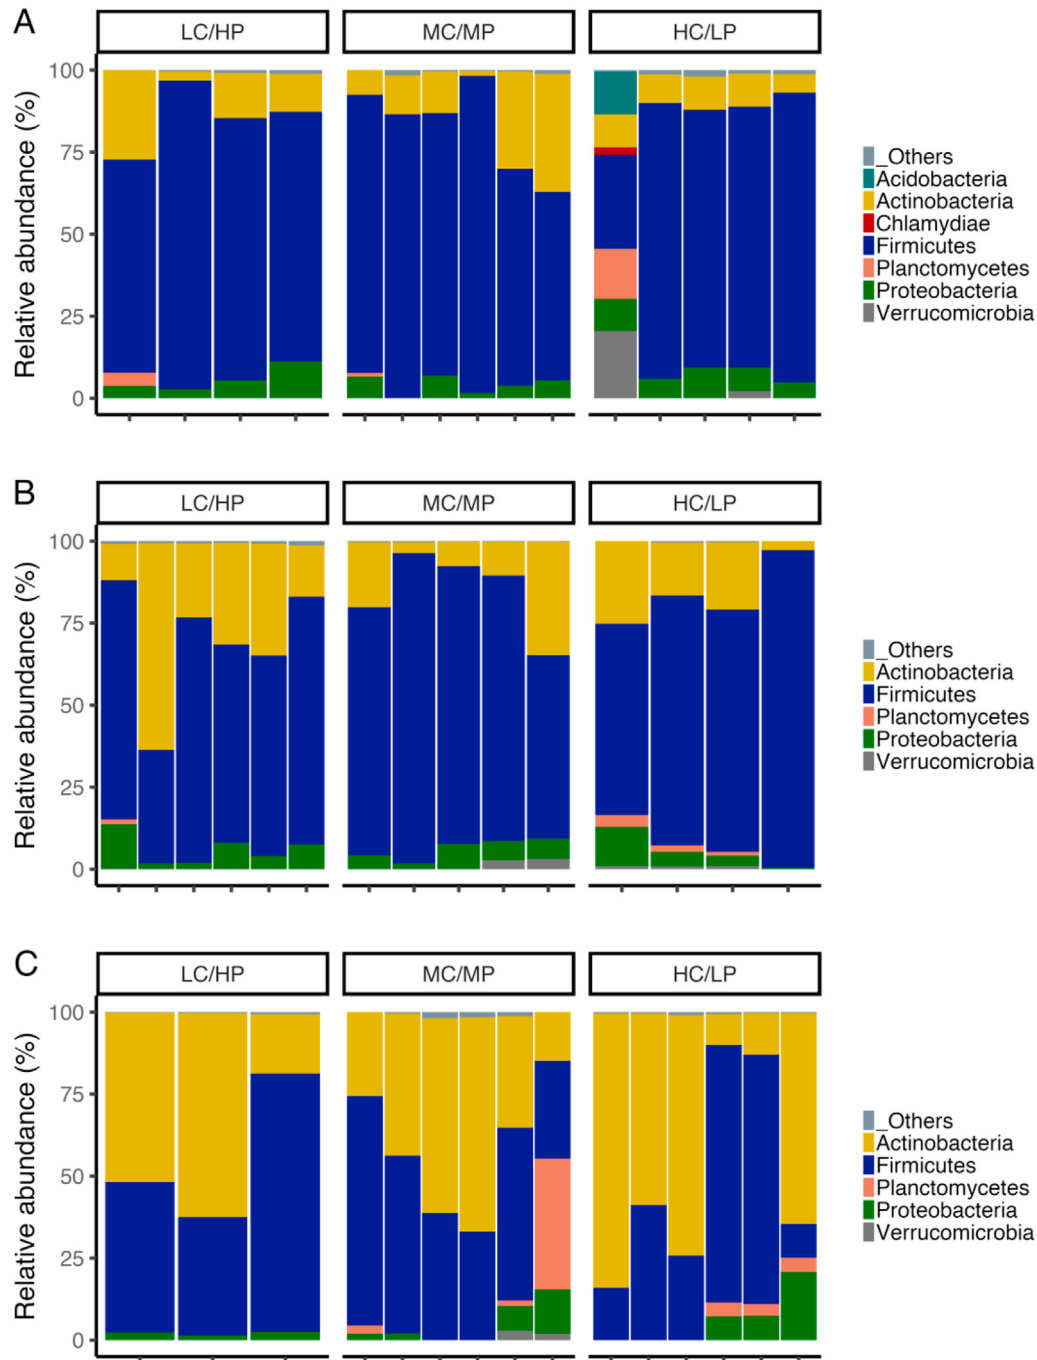 A
LC/HP
MC/MP
HC/LP
Relative abundance (%)
100
75
50
25
0
_Others
Acidobacteria
Actinobacteria
Chlamydiae
Firmicutes
Planctomycetes
Proteobacteria
Verrucomicrobia
B
LC/HP
MC/MP
HC/LP
Relative abundance (%)
100
75
50
25
0
_Others
Actinobacteria
Firmicutes
Planctomycetes
Proteobacteria
Verrucomicrobia
C
LC/HP
MC/MP
HC/LP
Relative abundance (%)
100
75
50
25
0
_Others
Actinobacteria
Firmicutes
Planctomycetes
Proteobacteria
Verrucomicrobia